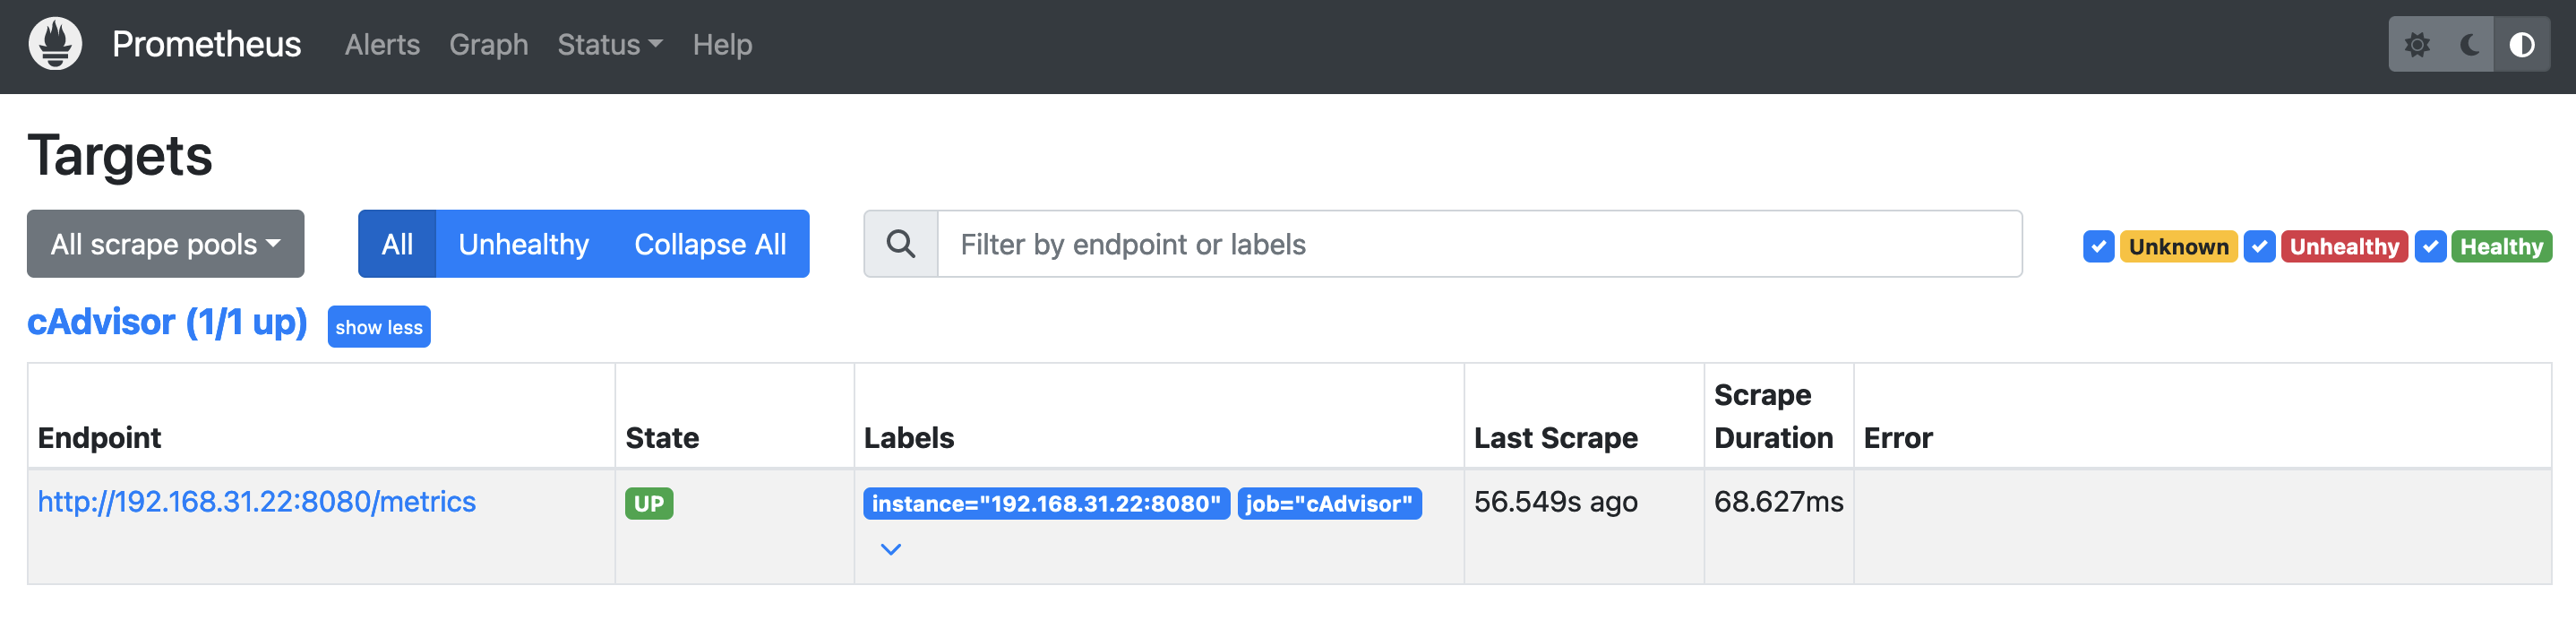 Prometheus Alerts Graph Status Help
Targets
All scrape pools All Unhealthy Collapse All Filter by endpoint or labels Unknown Unhealthy Healthy
cAdvisor (1/1 up) show less
Endpoint State Labels Last Scrape Scrape Duration Error
http://192.168.31.22:8080/metrics UP instance="192.168.31.22:8080" job="cAdvisor" 56.549s ago 68.627ms